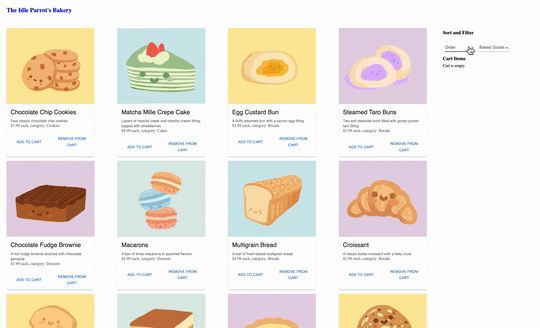 The Idle Parrot's Bakery
Sort and Filter
Order
Baked Goods
Cart Items
Cart is empty
Chocolate Chip Cookies
Four classic chocolate chip cookies
$7.99 each, category: Cookies
ADD TO CART
REMOVE FROM
CART
Matcha Mille Crepe Cake
Layers of matcha crepe and matcha cream filling,
topped with strawberries
$4.99 each, category: Cakes
ADD TO CART
REMOVE FROM
CART
Egg Custard Bun
A fluffy steamed bun with a savory egg filling
$2.99 each, category: Breads
ADD TO CART
REMOVE FROM
CART
Steamed Taro Buns
Two soft steamed buns filled with gooey purple
taro filling
$5.99 each, category: Breads
ADD TO CART
REMOVE FROM
CART
Chocolate Fudge Brownie
A rich fudge brownie drizzled with chocolate
ganache
$3.99 each, category: Desserts
ADD TO CART
REMOVE FROM
CART
Macarons
A box of three macarons in assorted flavors
$4.99 each, category: Desserts
ADD TO CART
REMOVE FROM
CART
Multigrain Bread
A loaf of fresh-baked multigrain bread
$4.99 each, category: Breads
ADD TO CART
REMOVE FROM
CART
Croissant
A classic butter croissant with a flaky crust
$2.99 each, category: Breads
ADD TO CART
REMOVE FROM
CART